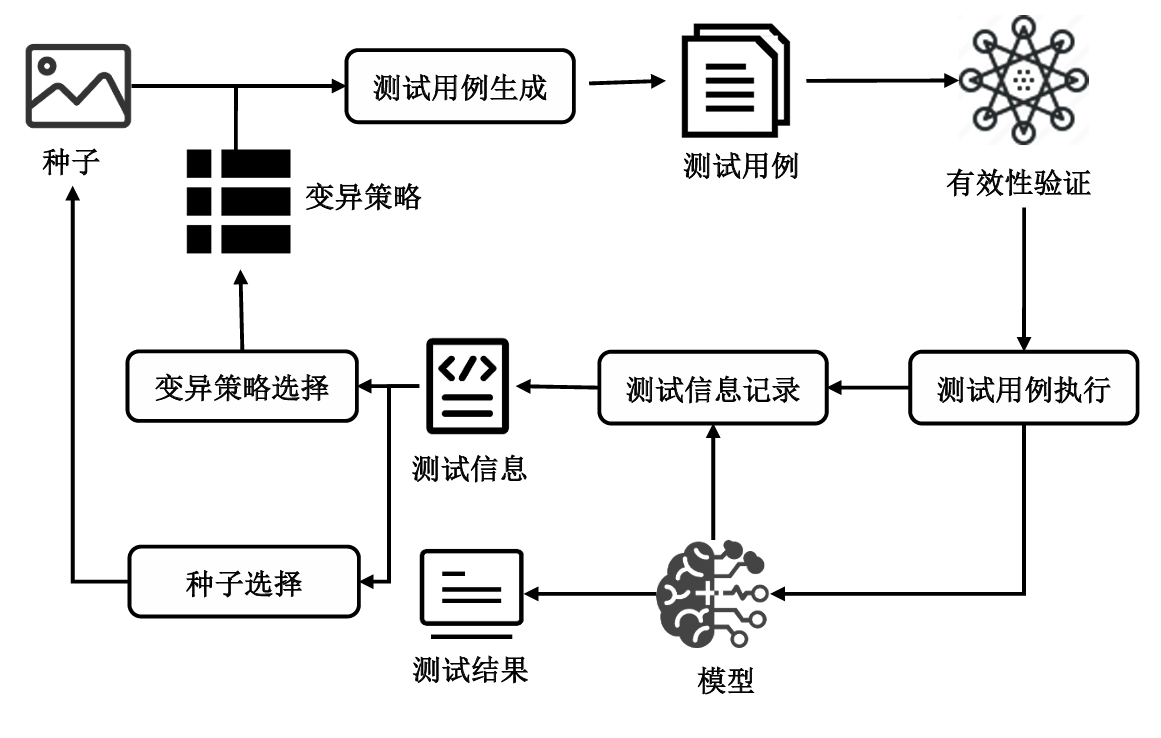 测试用例生成
种子
变异策略
测试用例
有效性验证
变异策略选择
测试信息
测试信息记录
测试用例执行
种子选择
测试结果
模型